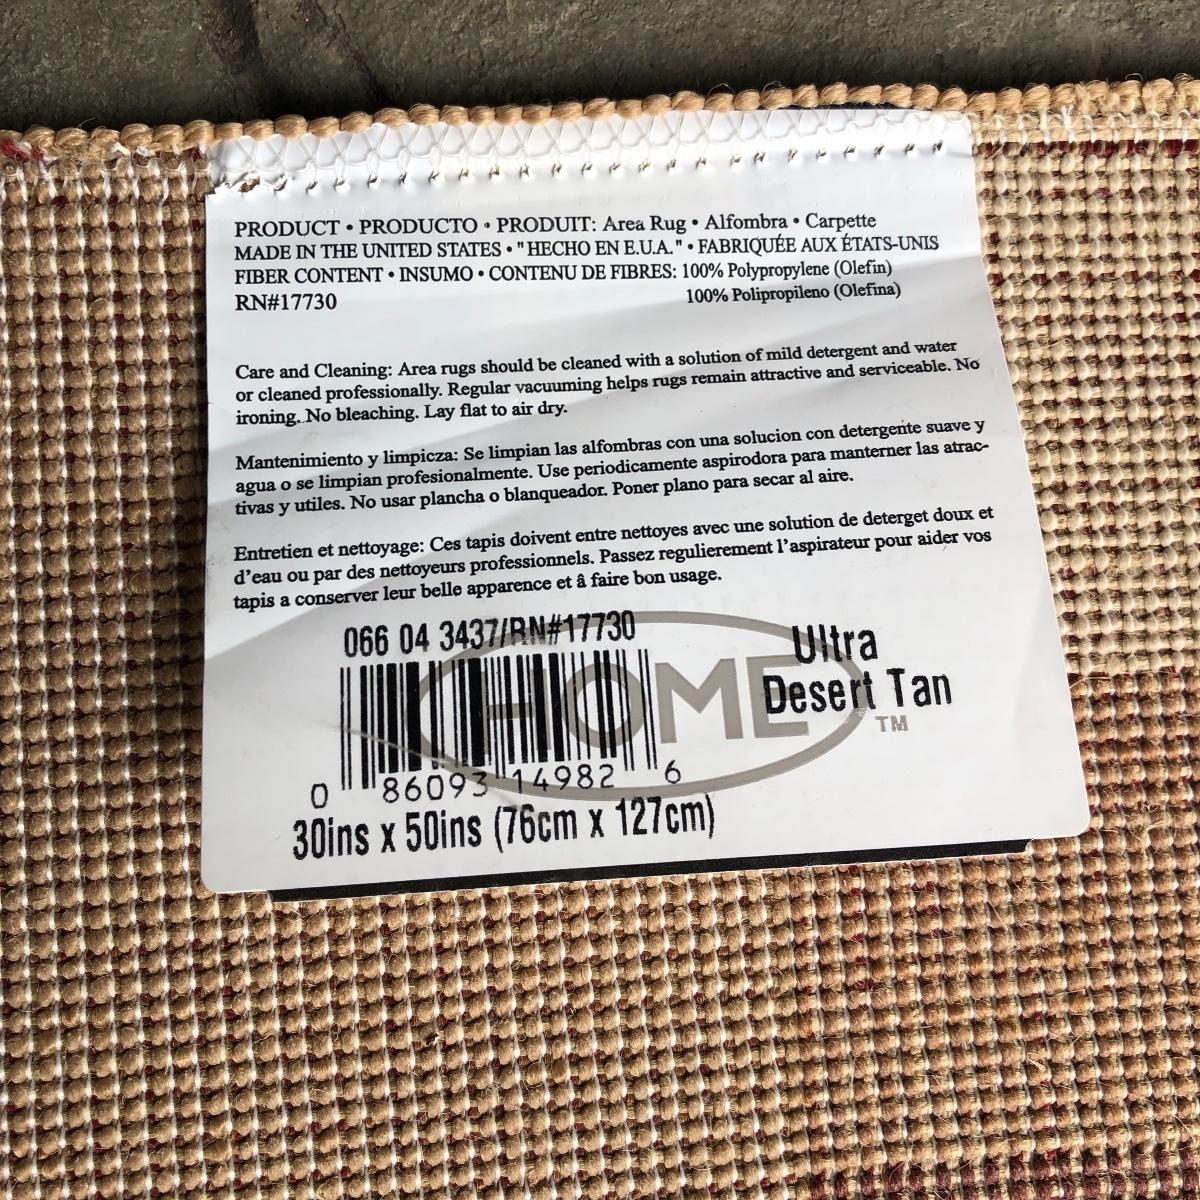 PRODUCT • PRODUCTO • PRODUIT: Area Rug • Alfombra • Carpette
MADE IN THE UNITED STATES • "HECHO EN E.U.A." • FABRIQUÉE AUX ÉTATS-UNIS
FIBER CONTENT • INSUMO • CONTENU DE FIBRES: 100% Polypropylene (Olefin)
RN#17730 100% Polipropileno (Olefina)
Care and Cleaning: Area rugs should be cleaned with a solution of mild detergent and water
or cleaned professionally. Regular vacuuming helps rugs remain attractive and serviceable. No
ironing. No bleaching. Lay flat to air dry.
Mantenimiento y limpicza: Se limpian las alfombras con una solucion con detergente suave y
agua o se limpian profesionalmente. Use periodicamente aspirodora para manterner las atrac-
tivas y utiles. No usar plancha o blanqueador. Poner plano para secar al aire.
Entretien et nettoyage: Ces tapis doivent entre nettoyes avec une solution de deterget doux et
d'eau ou par des nettoyeurs professionnels. Passez regulierement l'aspirateur pour aider vos
tapis a conserver leur belle apparence et â faire bon usage.
066 04 3437/RN#17730
HOME
Ultra
Desert Tan
TM
0 86093 14982 6
30ins x 50ins (76cm x 127cm)